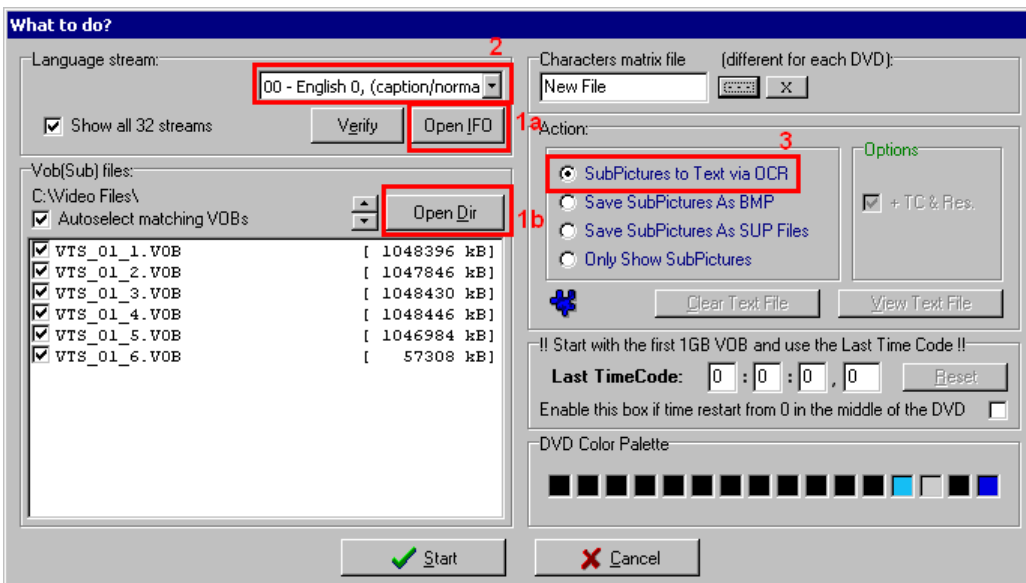 What to do?
Language stream:
2
00 - English 0, (caption/norma
Show all 32 streams
Verify
Open IFO
1a
Vob(Sub) files:
C:\Video Files\
Autoselect matching VOBs
Open Dir
1b
VTS_01_1.VOB [ 1048396 kB]
VTS_01_2.VOB [ 1047846 kB]
VTS_01_3.VOB [ 1048430 kB]
VTS_01_4.VOB [ 1048446 kB]
VTS_01_5.VOB [ 1046984 kB]
VTS_01_6.VOB [ 57308 kB]
Characters matrix file (different for each DVD):
New File
X
Action:
3
SubPictures to Text via OCR
Save SubPictures As BMP
Save SubPictures As SUP Files
Only Show SubPictures
Options
+ TC & Res.
Clear Text File
View Text File
!! Start with the first 1GB VOB and use the Last Time Code !!
Last TimeCode: 0 : 0 : 0 , 0
Reset
Enable this box if time restart from 0 in the middle of the DVD
DVD Color Palette
Start
Cancel